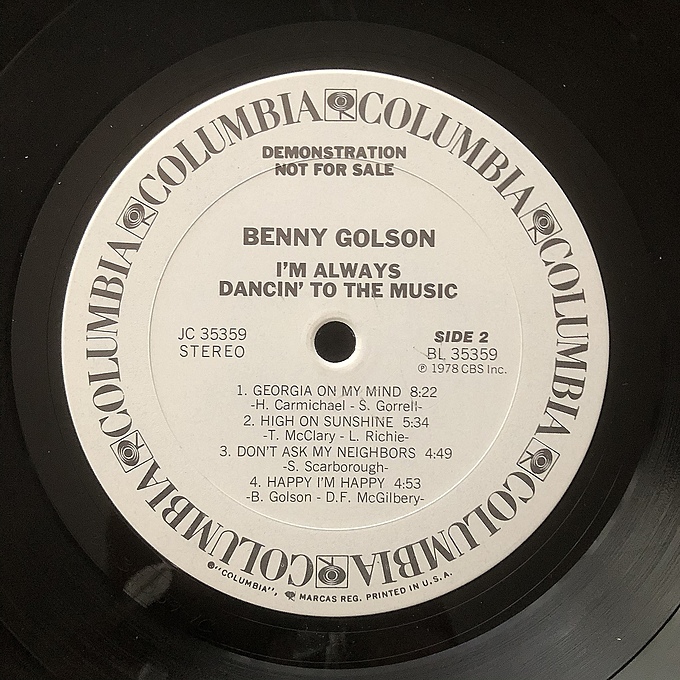 COLUMBIA COLUMBIA COLUMBIA COLUMBIA COLUMBIA COLUMBIA COLUMBIA COLUMBIA
DEMONSTRATION
NOT FOR SALE
BENNY GOLSON
I'M ALWAYS
DANCIN' TO THE MUSIC
JC 35359
STEREO
SIDE 2
BL 35359
℗ 1978 CBS Inc.
1. GEORGIA ON MY MIND 8:22
-H. Carmichael - S. Gorrell-
2. HIGH ON SUNSHINE 5:34
-T. McClary - L. Richie-
3. DON'T ASK MY NEIGHBORS 4:49
-S. Scarborough-
4. HAPPY I'M HAPPY 4:53
-B. Golson - D.F. McGilbery-
®"COLUMBIA", MARCAS REG. PRINTED IN U.S.A.